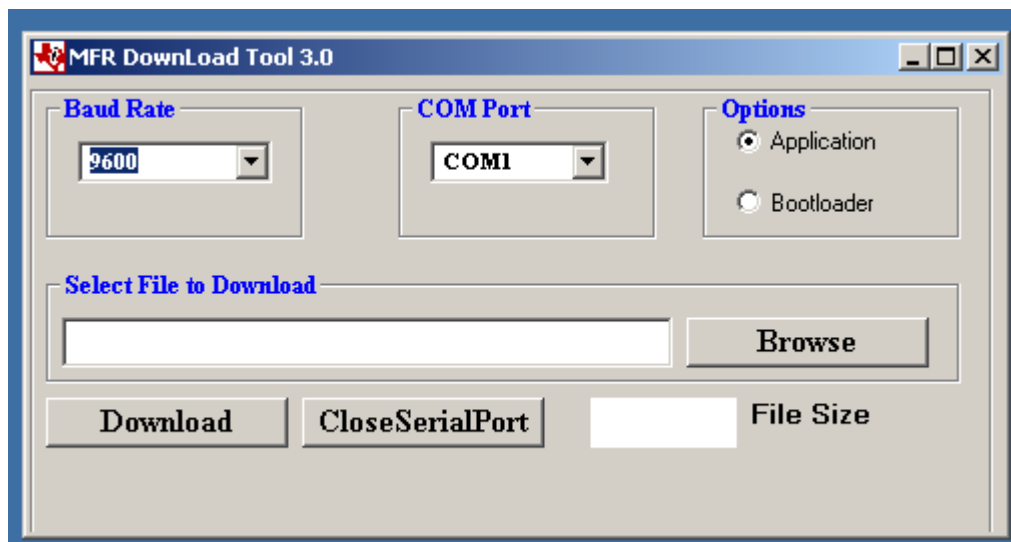 MFR DownLoad Tool 3.0
Baud Rate
COM Port
Options
9600
COM1
Application
Bootloader
Select File to Download
Browse
Download
CloseSerialPort
File Size